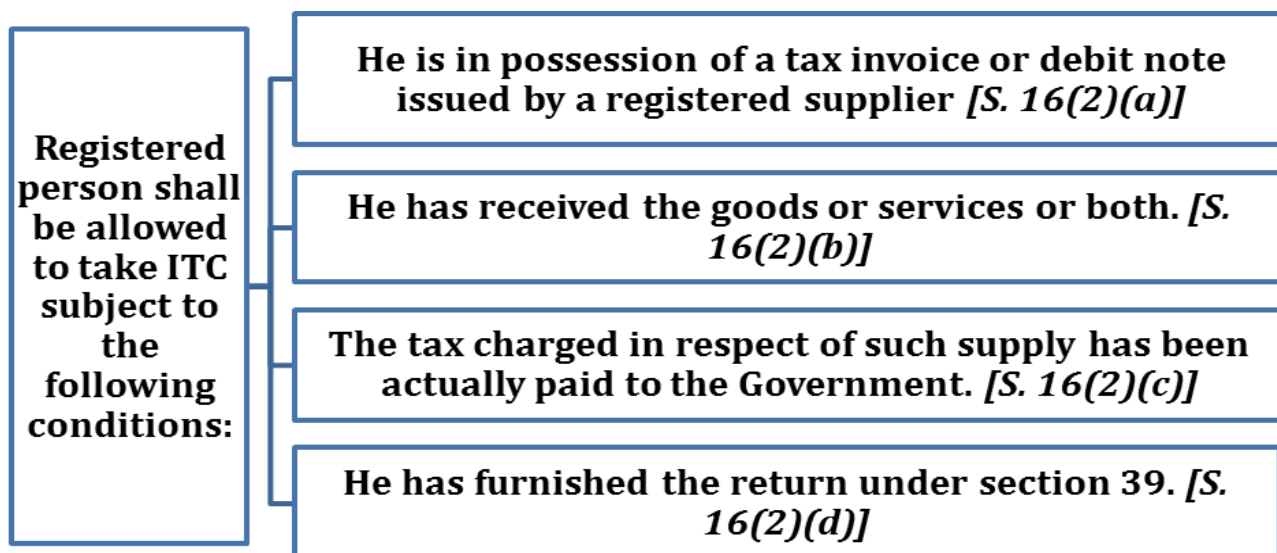 Registered
person shall
be allowed
to take ITC
subject to
the
following
conditions:
He is in possession of a tax invoice or debit note
issued by a registered supplier [S. 16(2)(a)]
He has received the goods or services or both. [S.
16(2)(b)]
The tax charged in respect of such supply has been
actually paid to the Government. [S. 16(2)(c)]
He has furnished the return under section 39. [S.
16(2)(d)]